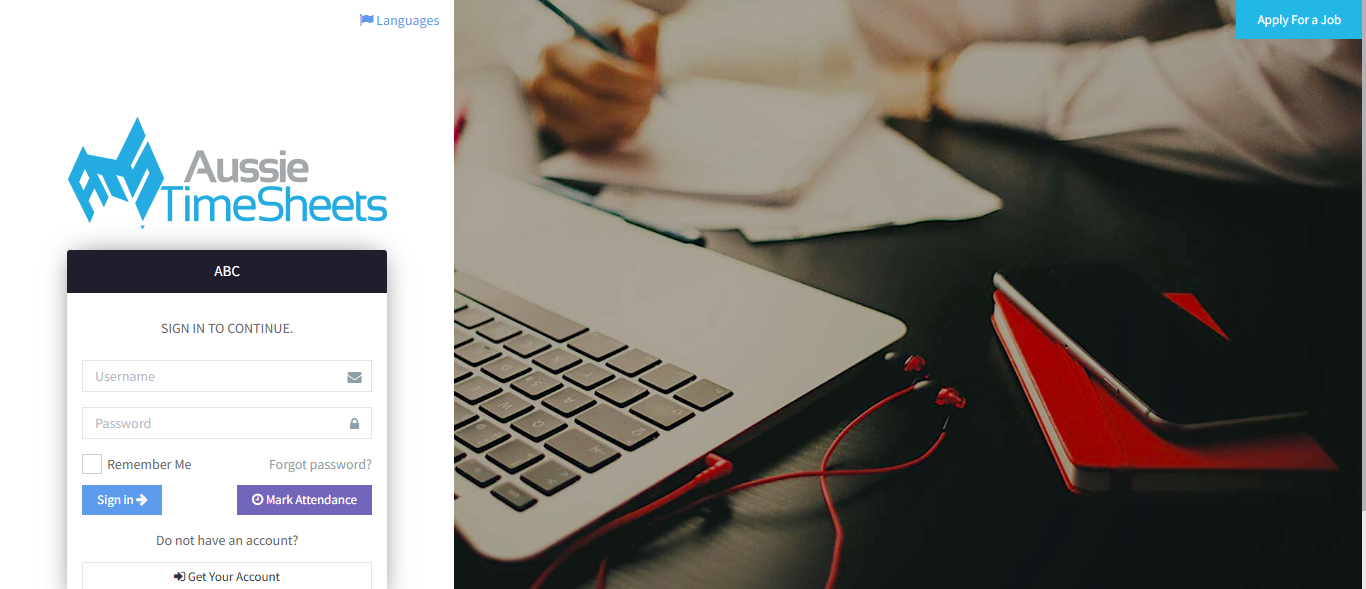 Languages
Apply For a Job
Aussie
TimeSheets
ABC
SIGN IN TO CONTINUE.
Username
Password
Remember Me
Forgot password?
Sign in
Mark Attendance
Do not have an account?
Get Your Account